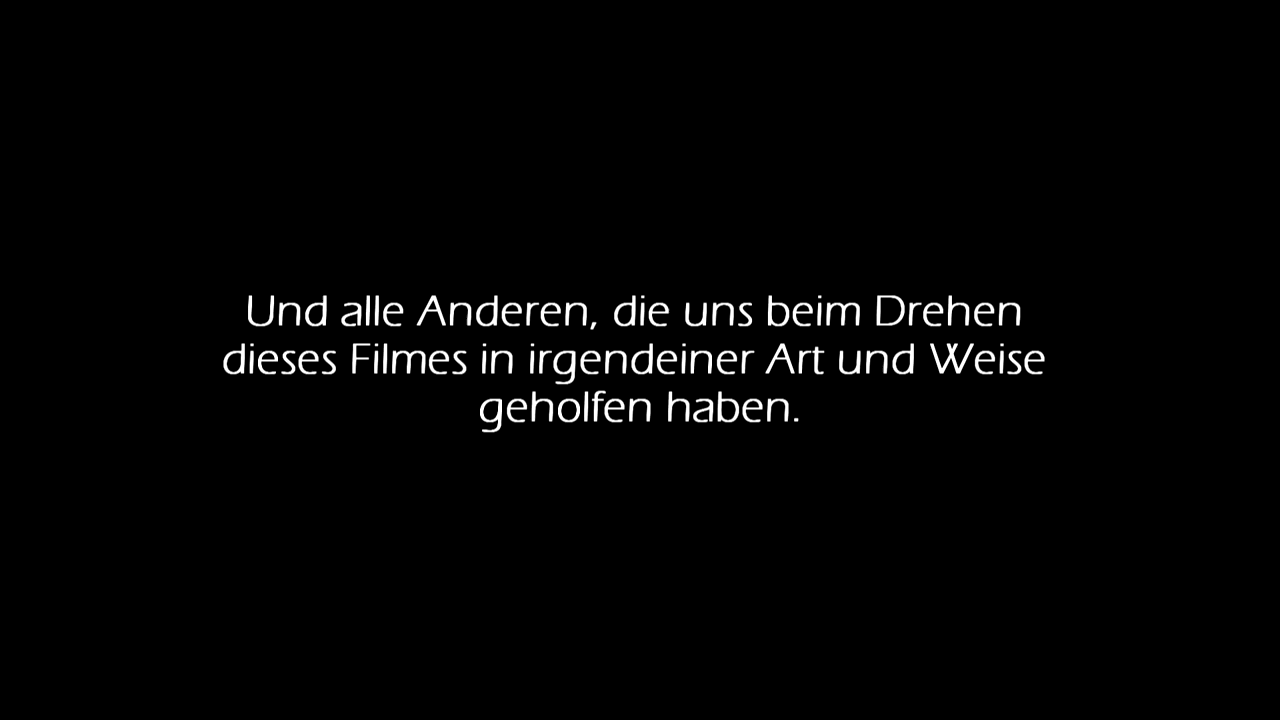 Und alle Anderen, die uns beim Drehen
dieses Filmes in irgendeiner Art und Weise
geholfen haben.